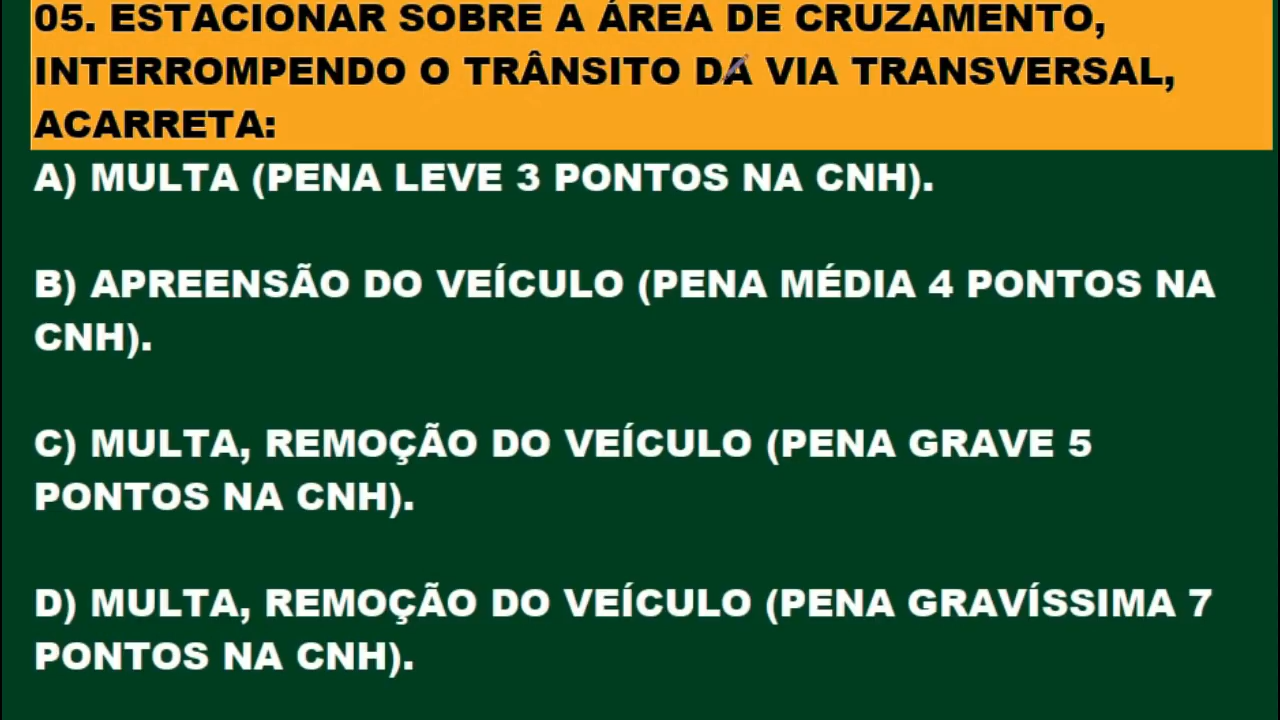 05. ESTACIONAR SOBRE A ÁREA DE CRUZAMENTO,
INTERROMPENDO O TRÂNSITO DA VIA TRANSVERSAL,
ACARRETA:
A) MULTA (PENA LEVE 3 PONTOS NA CNH).
B) APREENSÃO DO VEÍCULO (PENA MÉDIA 4 PONTOS NA
CNH).
C) MULTA, REMOÇÃO DO VEÍCULO (PENA GRAVE 5
PONTOS NA CNH).
D) MULTA, REMOÇÃO DO VEÍCULO (PENA GRAVÍSSIMA 7
PONTOS NA CNH).